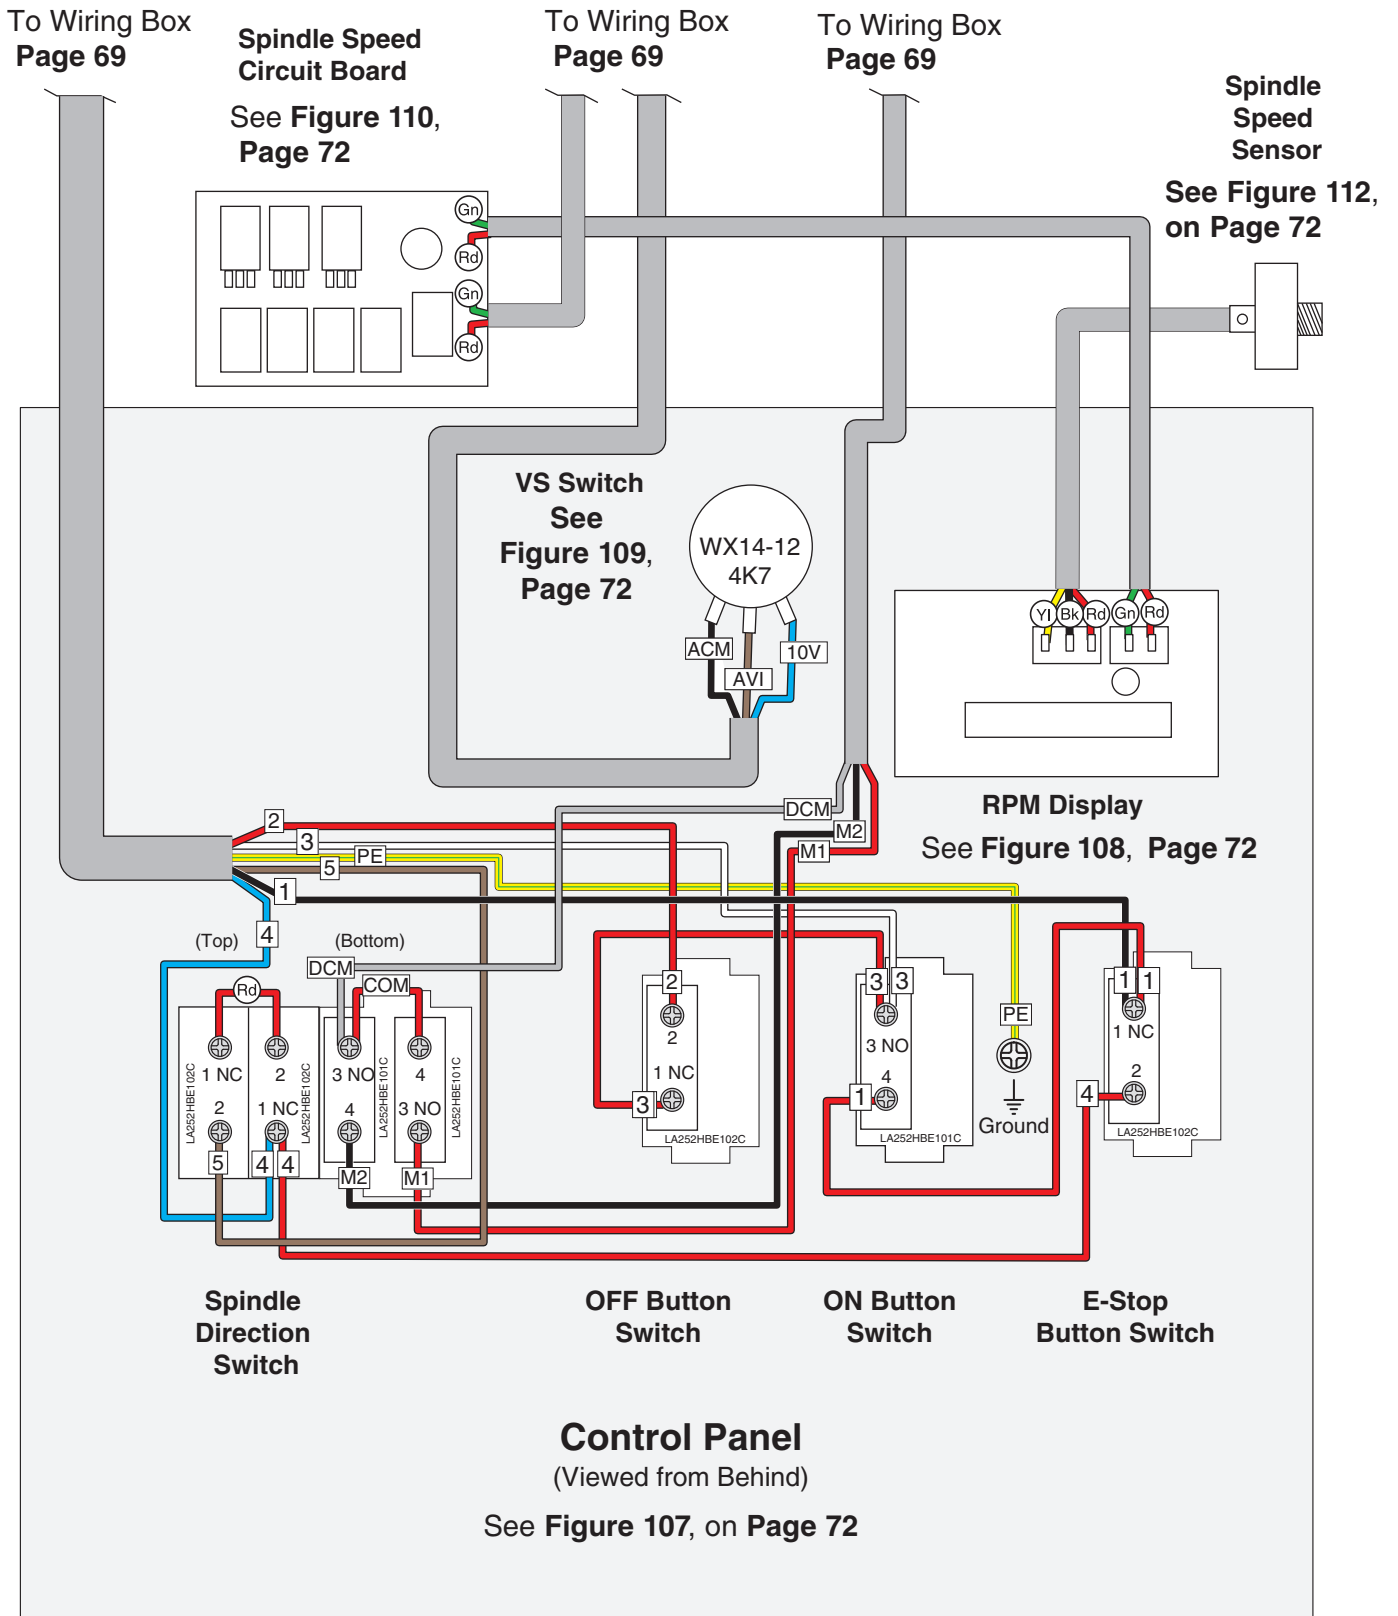 To Wiring Box
Page 69
Spindle Speed
Circuit Board
See Figure 110,
Page 72
To Wiring Box
Page 69
To Wiring Box
Page 69
Spindle
Speed
Sensor
See Figure 112,
on Page 72
Gn
Rd
Gn
Rd
VS Switch
See
Figure 109,
Page 72
WX14-12
4K7
ACM
AVI
10V
Yl
Bk
Rd
Gn
Rd
RPM Display
See Figure 108, Page 72
DCM
M2
M1
2
3
PE
5
1
4
(Top)
(Bottom)
DCM
COM
Rd
LA252HBE102C
1 NC
2
2
1 NC
LA252HBE102C
3 NO
4
LA252HBE101C
4
3 NO
LA252HBE101C
5
4
4
M2
M1
2
2
1 NC
3
LA252HBE102C
3
3
3 NO
4
1
LA252HBE101C
PE
Ground
1
1
1 NC
2
4
LA252HBE102C
Spindle
Direction
Switch
OFF Button
Switch
ON Button
Switch
E-Stop
Button Switch
Control Panel
(Viewed from Behind)
See Figure 107, on Page 72